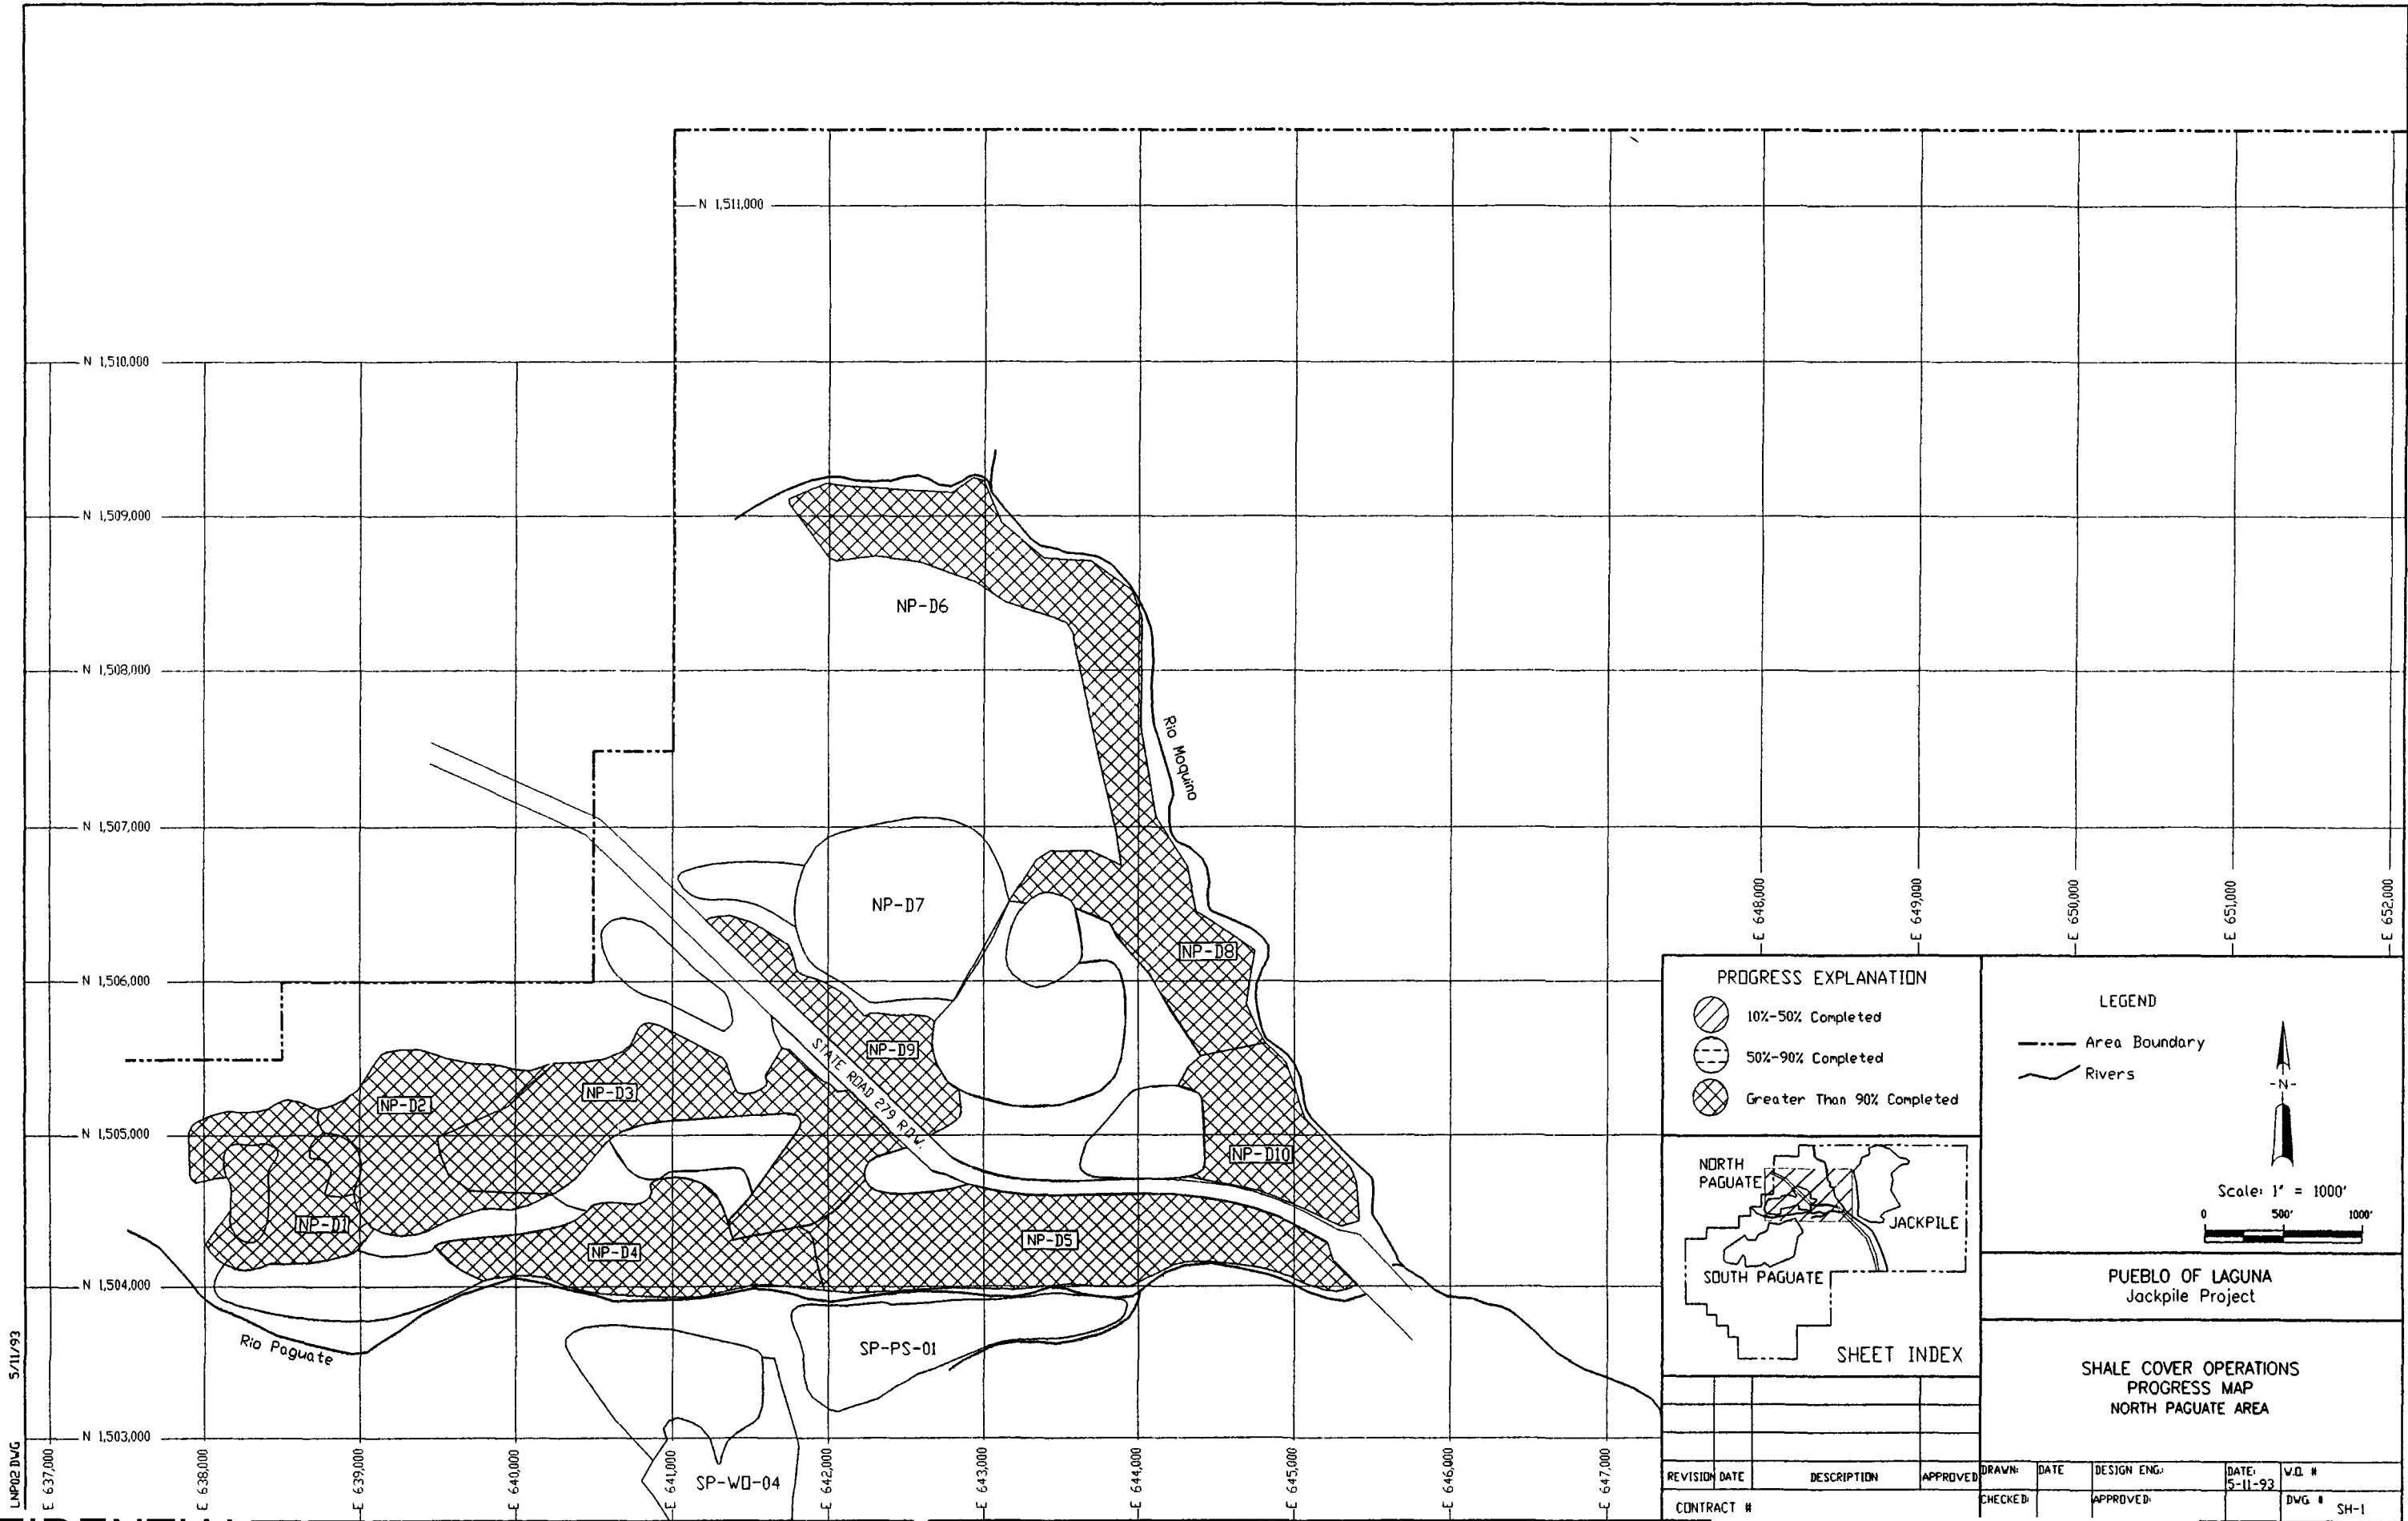 N 1,511,000
N 1,510,000
N 1,509,000
NP-D6
N 1,508,000
Rio Moquino
N 1,507,000
NP-D7
E 648,000
E 649,000
E 650,000
E 651,000
E 652,000
NP-D8
N 1,506,000
STATE ROAD 279 R.O.W.
NP-D9
NP-D3
NP-D2
N 1,505,000
NP-D10
NP-D1
NP-D5
NP-D4
N 1,504,000
Rio Paguate
SP-PS-01
N 1,503,000
SP-WD-04
E 637,000
E 638,000
E 639,000
E 640,000
E 641,000
E 642,000
E 643,000
E 644,000
E 645,000
E 646,000
E 647,000
LNP02.DWG 5/11/93
PROGRESS EXPLANATION
10%-50% Completed
50%-90% Completed
Greater Than 90% Completed
LEGEND
Area Boundary
Rivers
-N-
Scale: 1" = 1000'
0 500' 1000'
NORTH
PAGUATE
JACKPILE
SOUTH PAGUATE
SHEET INDEX
PUEBLO OF LAGUNA
Jackpile Project
SHALE COVER OPERATIONS
PROGRESS MAP
NORTH PAGUATE AREA
REVISION DATE DESCRIPTION APPROVED
CONTRACT #
DRAWN: DATE DESIGN ENG.: DATE: 5-11-93 W.O. #
CHECKED: APPROVED: DWG. # SH-1